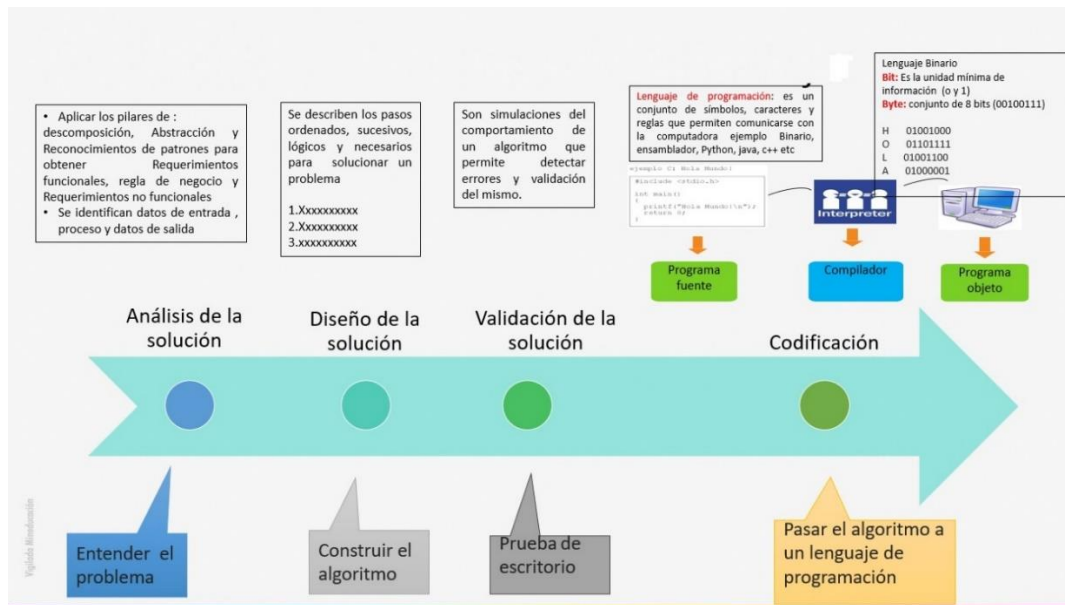 • Aplicar los pilares de :
descomposición, Abstracción y
Reconocimientos de patrones para
obtener Requerimientos
funcionales, regla de negocio y
Requerimientos no funcionales
• Se identifican datos de entrada ,
proceso y datos de salida
Se describen los pasos
ordenados, sucesivos,
lógicos y necesarios
para solucionar un
problema
1.Xxxxxxxxxx
2.Xxxxxxxxxx
3.xxxxxxxxxx
Son simulaciones del
comportamiento de
un algoritmo que
permite detectar
errores y validación
del mismo.
Lenguaje de programación: es un
conjunto de símbolos, caracteres y
reglas que permiten comunicarse con
la computadora ejemplo Binario,
ensamblador, Python, java, c++ etc
ejemplo C: Hola Mundo!
#include <stdio.h>
int main()
{
printf("Hola Mundo!\n");
return 0;
}
Interpreter
Lenguaje Binario
Bit: Es la unidad mínima de
información (o y 1)
Byte: conjunto de 8 bits (00100111)
H 01001000
O 01101111
L 01001100
A 01000001
Programa
fuente
Compilador
Programa
objeto
Análisis de la
solución
Diseño de la
solución
Validación de la
solución
Codificación
Entender el
problema
Construir el
algoritmo
Prueba de
escritorio
Pasar el algoritmo a
un lenguaje de
programación
Vigilada Mineducación